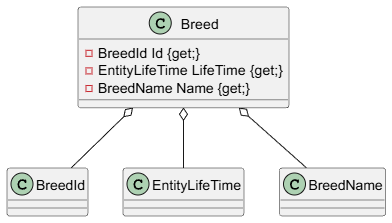 C Breed
BreedId Id {get;}
EntityLifeTime LifeTime {get;}
BreedName Name {get;}
C BreedId C EntityLifeTime C BreedName